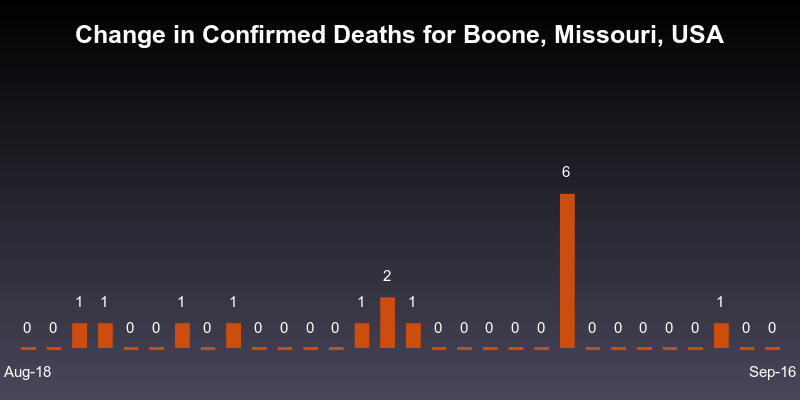 Change in Confirmed Deaths for Boone, Missouri, USA
6
2
1 1 1 1 1 1 1
0 0 0 0 0 0 0 0 0 0 0 0 0 0 0 0 0 0 0 0 0
Aug-18 Sep-16